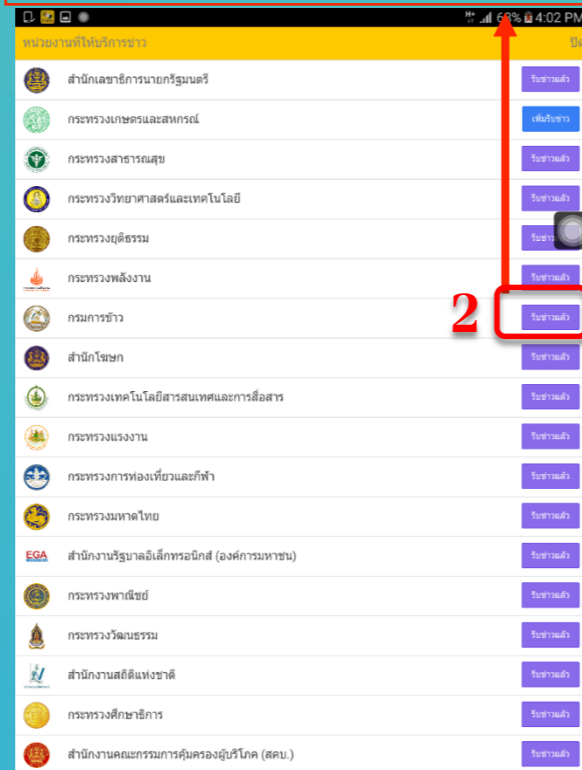 68% 4:02 PM
หน่วยงานที่ให้บริการข่าว ปิด
สำนักเลขาธิการนายกรัฐมนตรี รับข่าวแล้ว
กระทรวงเกษตรและสหกรณ์ เพิ่มรับข่าว
กระทรวงสาธารณสุข รับข่าวแล้ว
กระทรวงวิทยาศาสตร์และเทคโนโลยี รับข่าวแล้ว
กระทรวงยุติธรรม
กระทรวงพลังงาน รับข่าวแล้ว
กรมการข้าว 2 รับข่าวแล้ว
สำนักโฆษก รับข่าวแล้ว
กระทรวงเทคโนโลยีสารสนเทศและการสื่อสาร รับข่าวแล้ว
กระทรวงแรงงาน รับข่าวแล้ว
กระทรวงการท่องเที่ยวและกีฬา รับข่าวแล้ว
กระทรวงมหาดไทย รับข่าวแล้ว
EGA สำนักงานรัฐบาลอิเล็กทรอนิกส์ (องค์การมหาชน) รับข่าวแล้ว
กระทรวงพาณิชย์ รับข่าวแล้ว
กระทรวงวัฒนธรรม รับข่าวแล้ว
สำนักงานสถิติแห่งชาติ รับข่าวแล้ว
กระทรวงศึกษาธิการ รับข่าวแล้ว
สำนักงานคณะกรรมการคุ้มครองผู้บริโภค (สคบ.) รับข่าวแล้ว